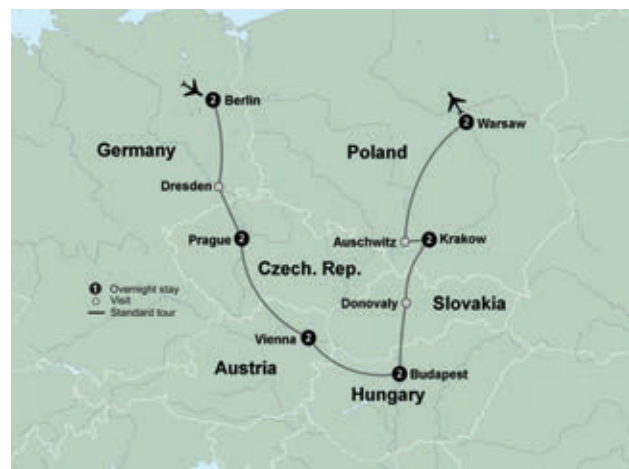 2 Berlin
2 Warsaw
Germany
Poland
Dresden
Prague 2
Auschwitz
2 Krakow
Czech. Rep.
1 Overnight stay
Visit
Standard tour
Donovaly
Slovakia
Vienna 2
Austria
2 Budapest
Hungary